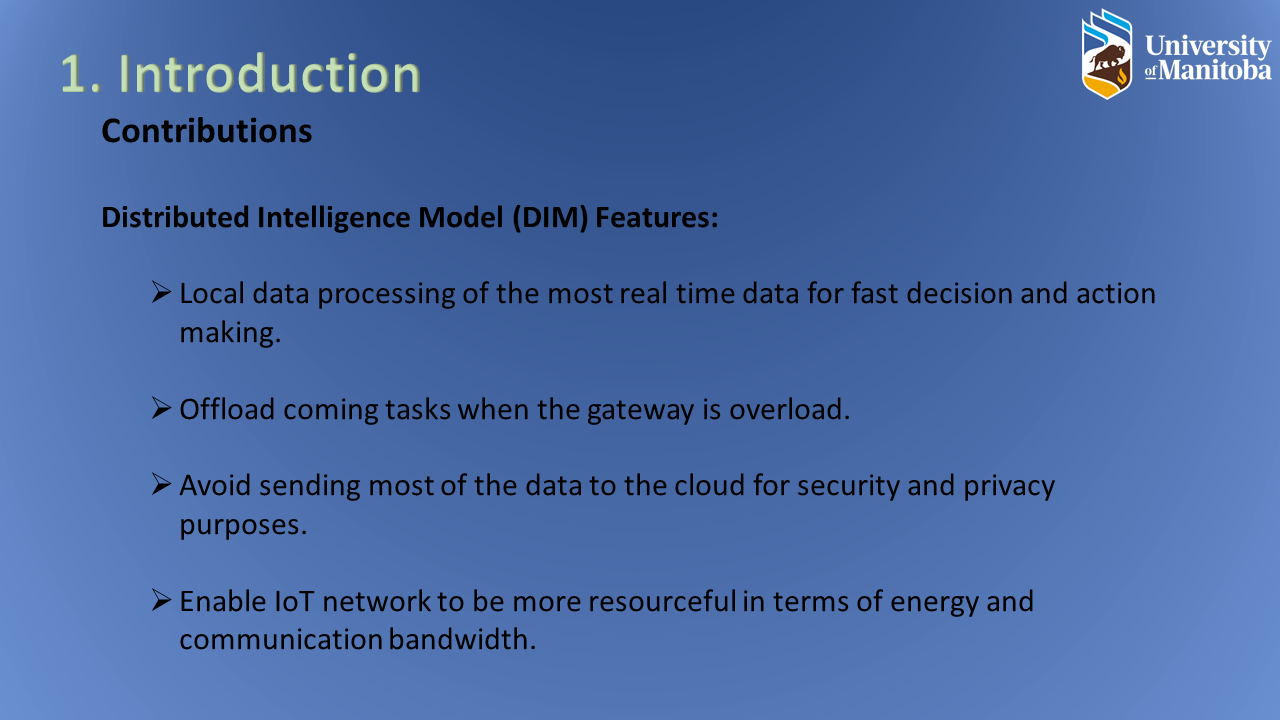 1. Introduction
University
of Manitoba
Contributions
Distributed Intelligence Model (DIM) Features:
➢ Local data processing of the most real time data for fast decision and action
making.
➢ Offload coming tasks when the gateway is overload.
➢ Avoid sending most of the data to the cloud for security and privacy
purposes.
➢ Enable IoT network to be more resourceful in terms of energy and
communication bandwidth.